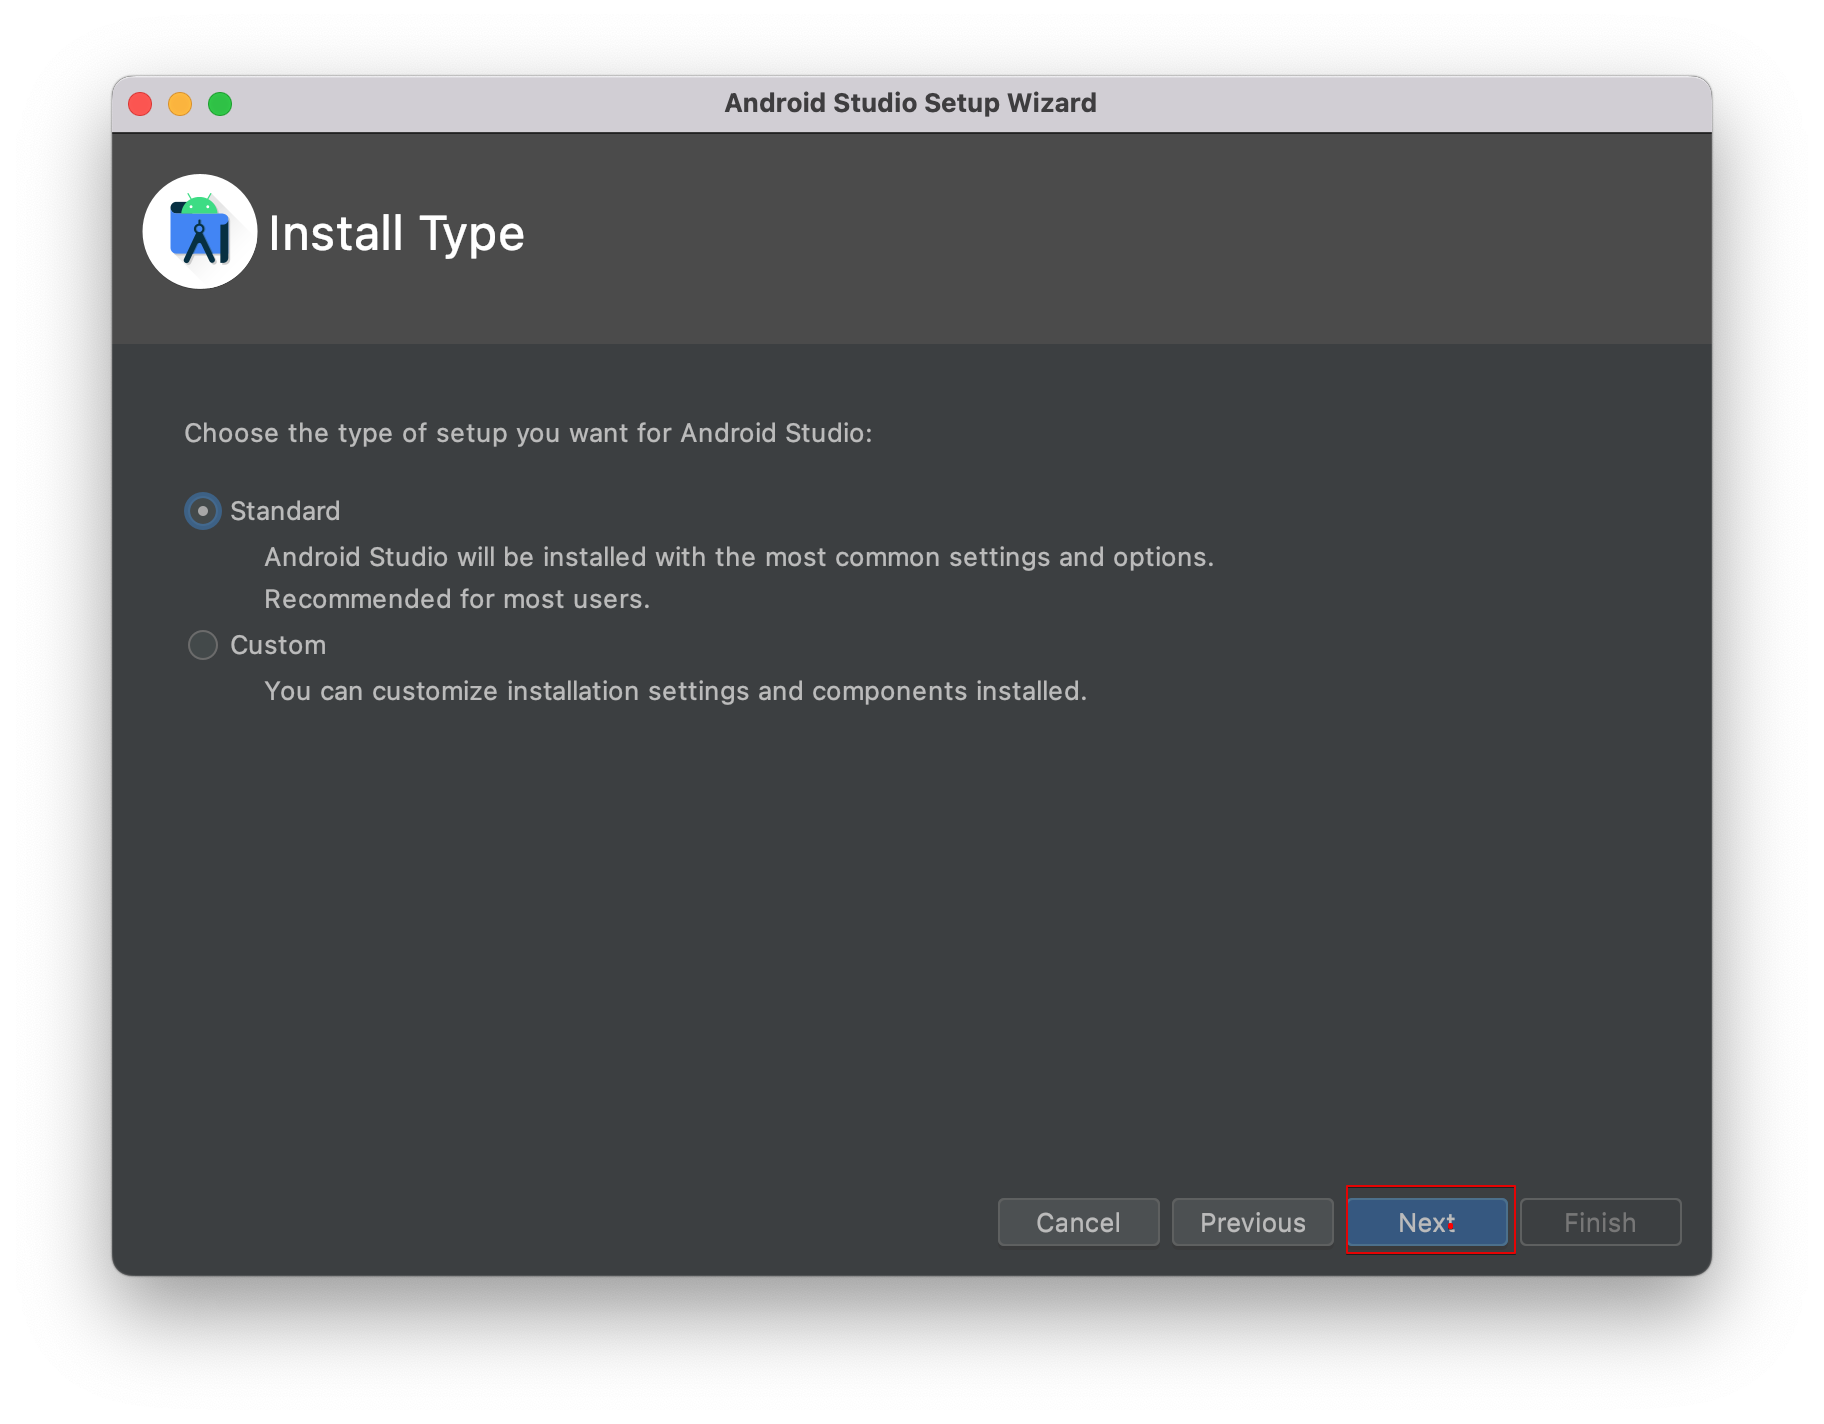 Android Studio Setup Wizard
Install Type
Choose the type of setup you want for Android Studio:
Standard
Android Studio will be installed with the most common settings and options.
Recommended for most users.
Custom
You can customize installation settings and components installed.
Cancel Previous Next Finish